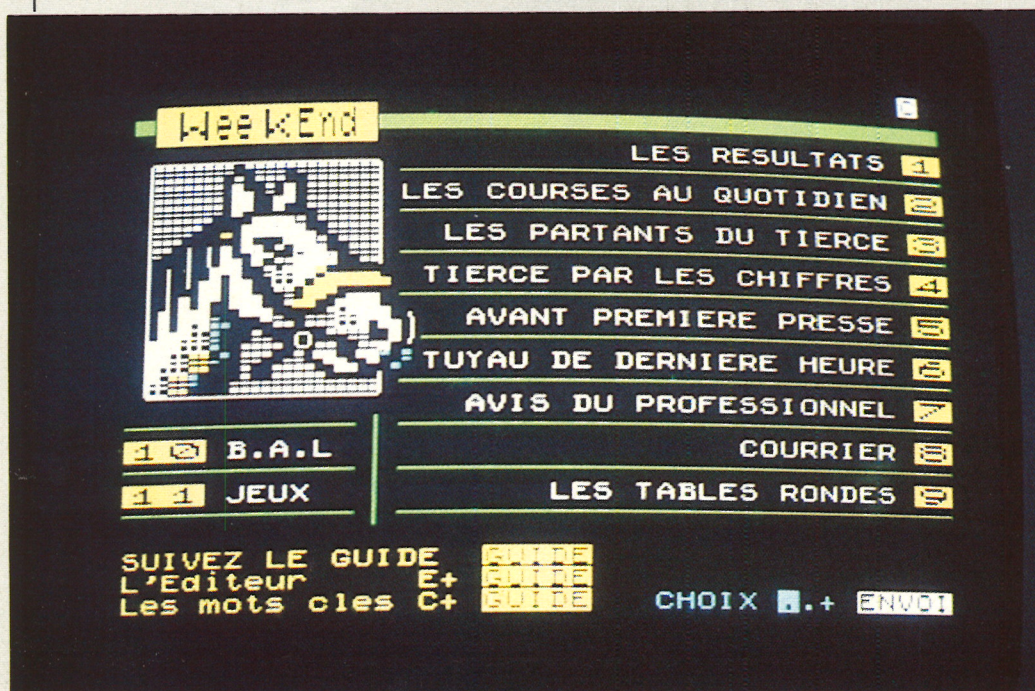 WeekEnd
C
LES RESULTATS 1
LES COURSES AU QUOTIDIEN 2
LES PARTANTS DU TIERCE 3
TIERCE PAR LES CHIFFRES 4
AVANT PREMIERE PRESSE 5
TUYAU DE DERNIERE HEURE 6
AVIS DU PROFESSIONNEL 7
COURRIER 8
LES TABLES RONDES 9
10 B.A.L
11 JEUX
SUIVEZ LE GUIDE GUIDE
L'Editeur E+ GUIDE
Les mots cles C+ GUIDE
CHOIX ..+ ENVOI